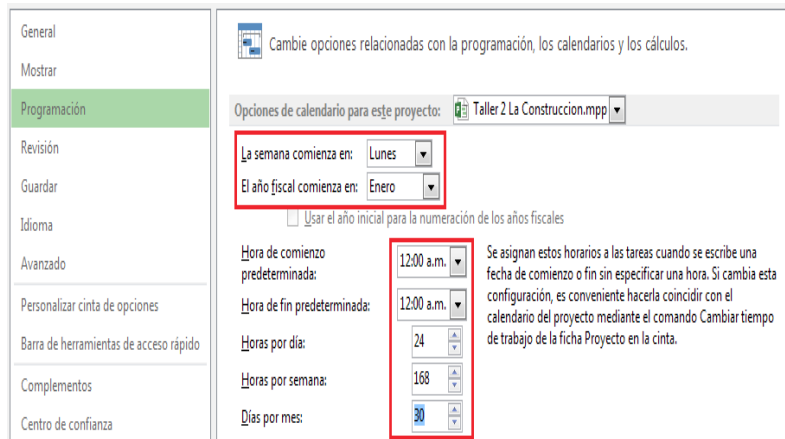 General
Mostrar
Programación
Revisión
Guardar
Idioma
Avanzado
Personalizar cinta de opciones
Barra de herramientas de acceso rápido
Complementos
Centro de confianza
Cambie opciones relacionadas con la programación, los calendarios y los cálculos.
Opciones de calendario para este proyecto: Taller 2 La Construccion.mpp
La semana comienza en: Lunes
El año fiscal comienza en: Enero
Usar el año inicial para la numeración de los años fiscales
Hora de comienzo
predeterminada: 12:00 a.m.
Hora de fin predeterminada: 12:00 a.m.
Horas por día: 24
Horas por semana: 168
Días por mes: 30
Se asignan estos horarios a las tareas cuando se escribe una
fecha de comienzo o fin sin especificar una hora. Si cambia esta
configuración, es conveniente hacerla coincidir con el
calendario del proyecto mediante el comando Cambiar tiempo
de trabajo de la ficha Proyecto en la cinta.